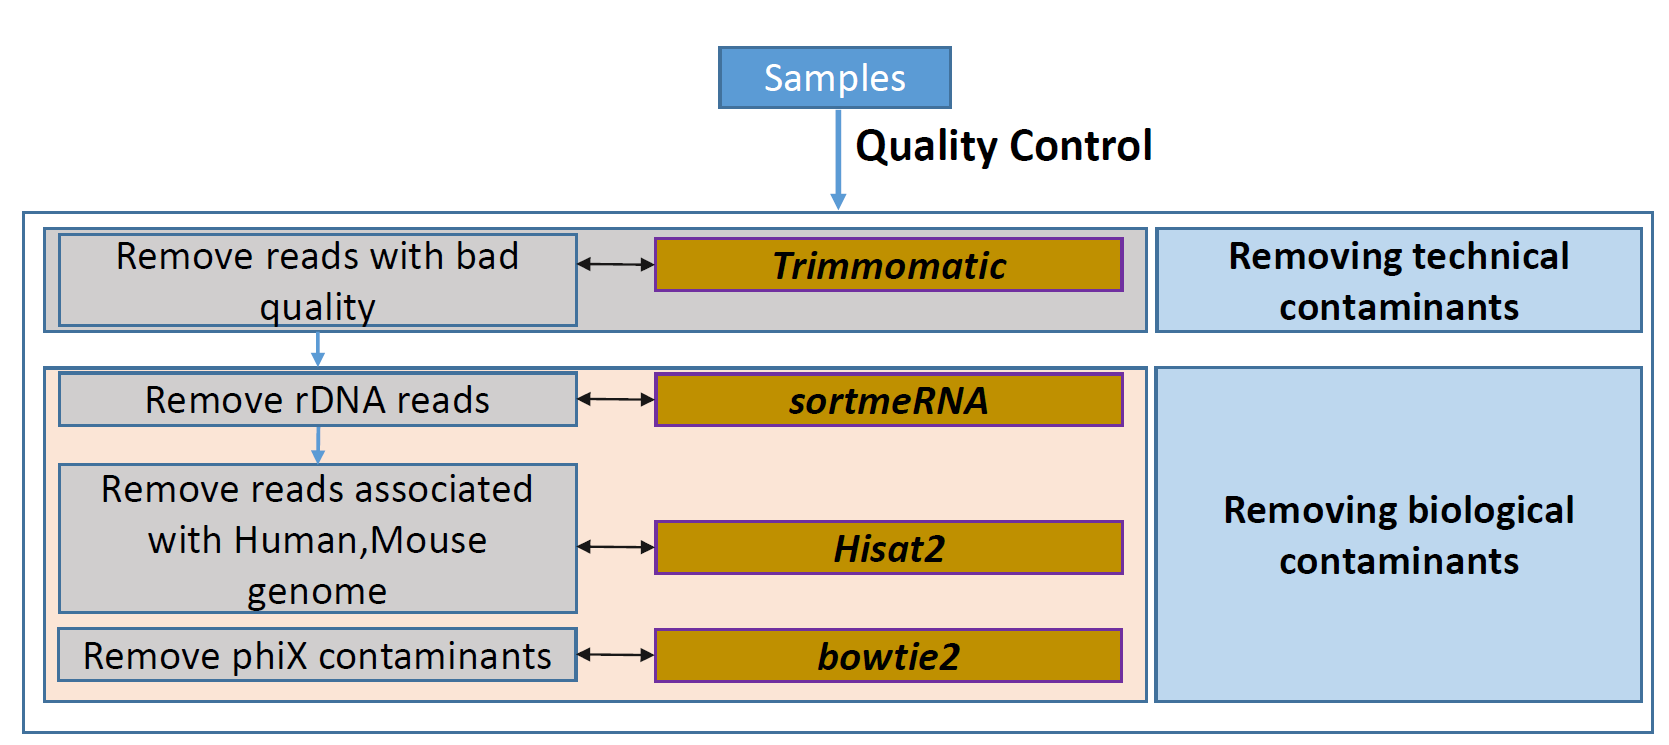 Samples
Quality Control
Remove reads with bad
quality
Trimmomatic
Removing technical
contaminants
Remove rDNA reads
sortmeRNA
Remove reads associated
with Human,Mouse
genome
Hisat2
Remove phiX contaminants
bowtie2
Removing biological
contaminants